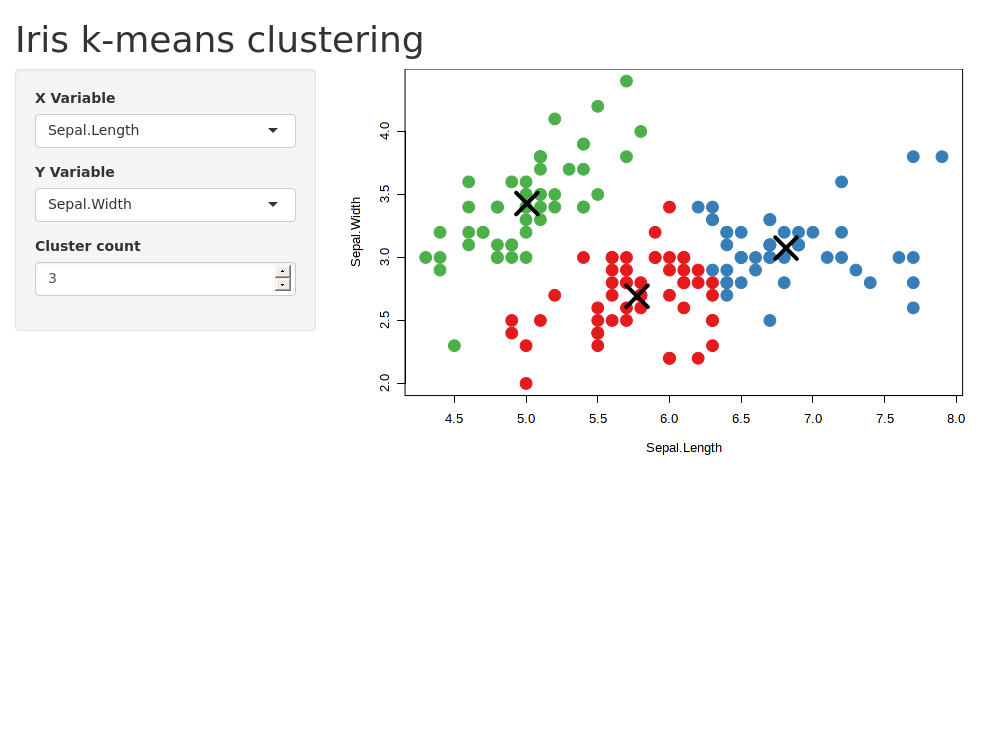 Iris k-means clustering
X Variable
Sepal.Length
Y Variable
Sepal.Width
Cluster count
3
Sepal.Width
4.0
3.5
3.0
2.5
2.0
4.5 5.0 5.5 6.0 6.5 7.0 7.5 8.0
Sepal.Length